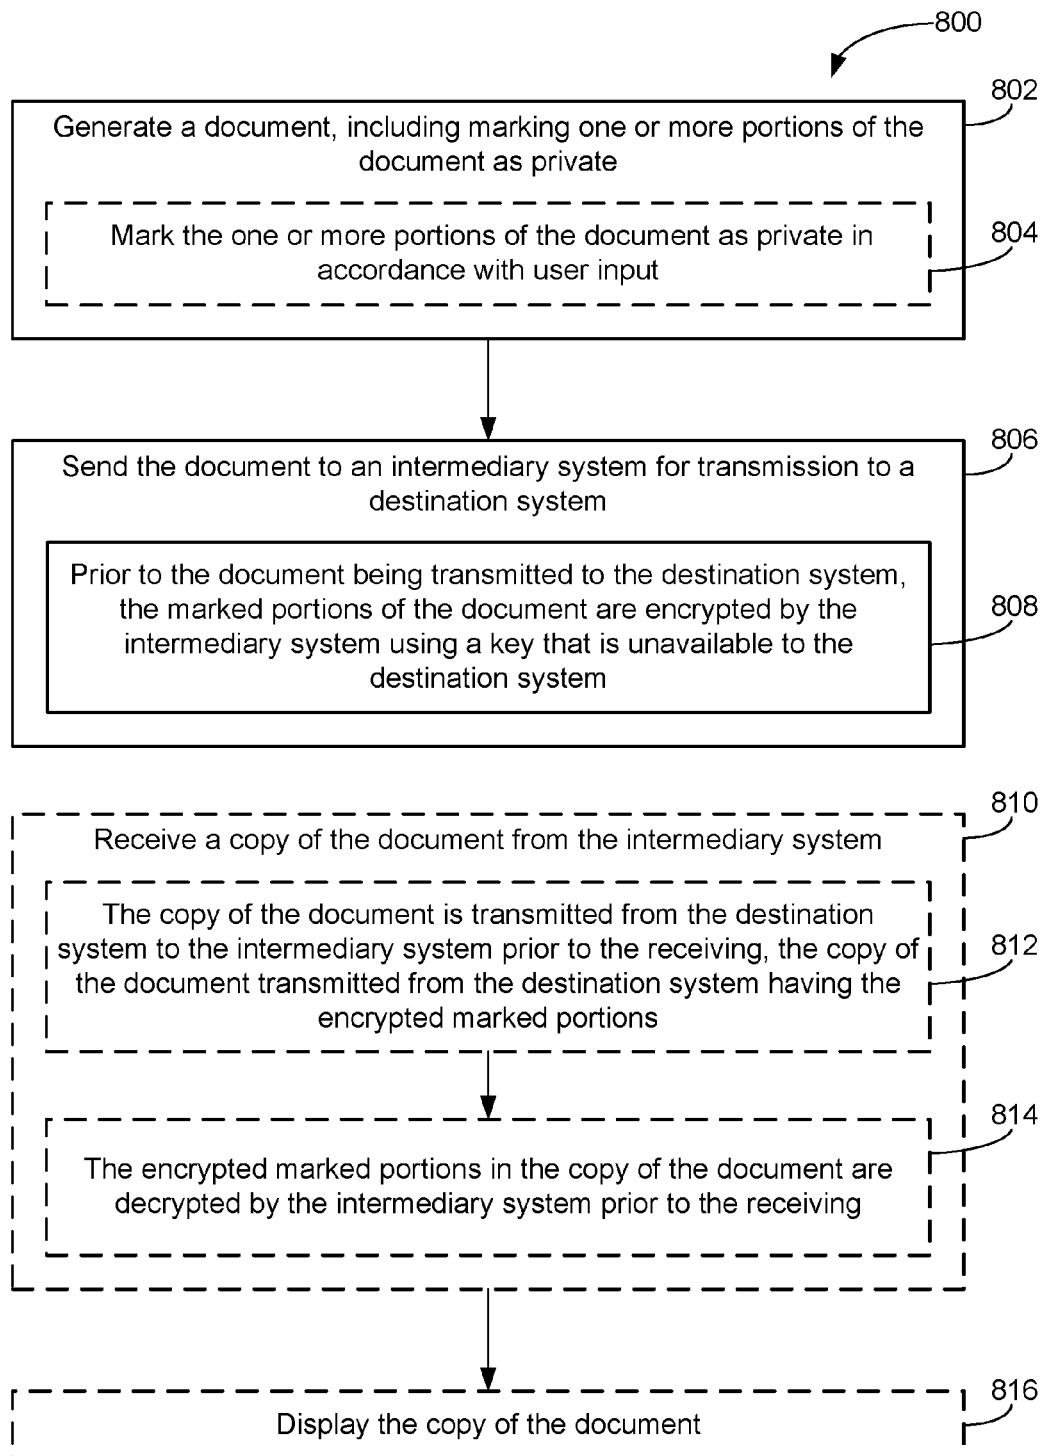 800
802
Generate a document, including marking one or more portions of the
document as private
Mark the one or more portions of the document as private in
accordance with user input
804
806
Send the document to an intermediary system for transmission to a
destination system
Prior to the document being transmitted to the destination system,
the marked portions of the document are encrypted by the
intermediary system using a key that is unavailable to the
destination system
808
810
Receive a copy of the document from the intermediary system
The copy of the document is transmitted from the destination
system to the intermediary system prior to the receiving, the copy of
the document transmitted from the destination system having the
encrypted marked portions
812
814
The encrypted marked portions in the copy of the document are
decrypted by the intermediary system prior to the receiving
816
Display the copy of the document